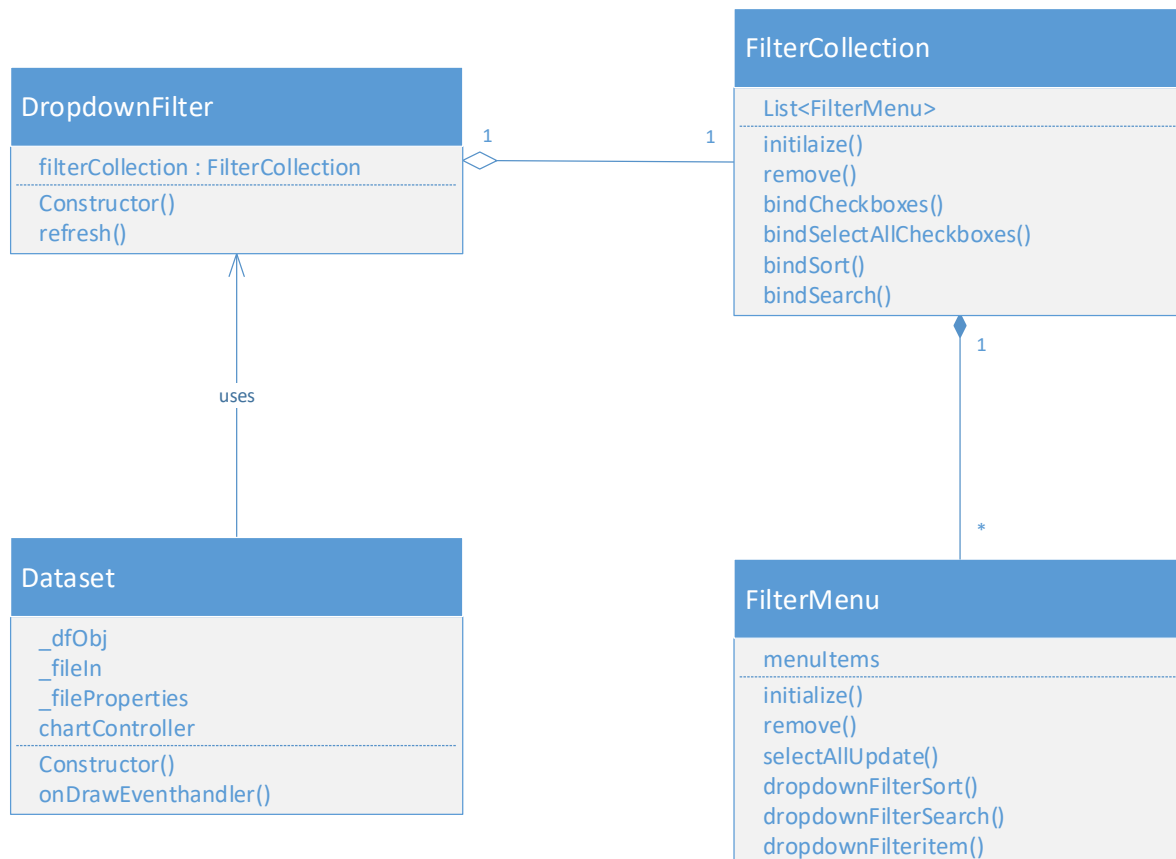 DropdownFilter
filterCollection : FilterCollection
Constructor()
refresh()
1
1
FilterCollection
List<FilterMenu>
initilaize()
remove()
bindCheckboxes()
bindSelectAllCheckboxes()
bindSort()
bindSearch()
1
uses
*
Dataset
_dfObj
_fileIn
_fileProperties
chartController
Constructor()
onDrawEventhandler()
FilterMenu
menuItems
initialize()
remove()
selectAllUpdate()
dropdownFilterSort()
dropdownFilterSearch()
dropdownFilteritem()